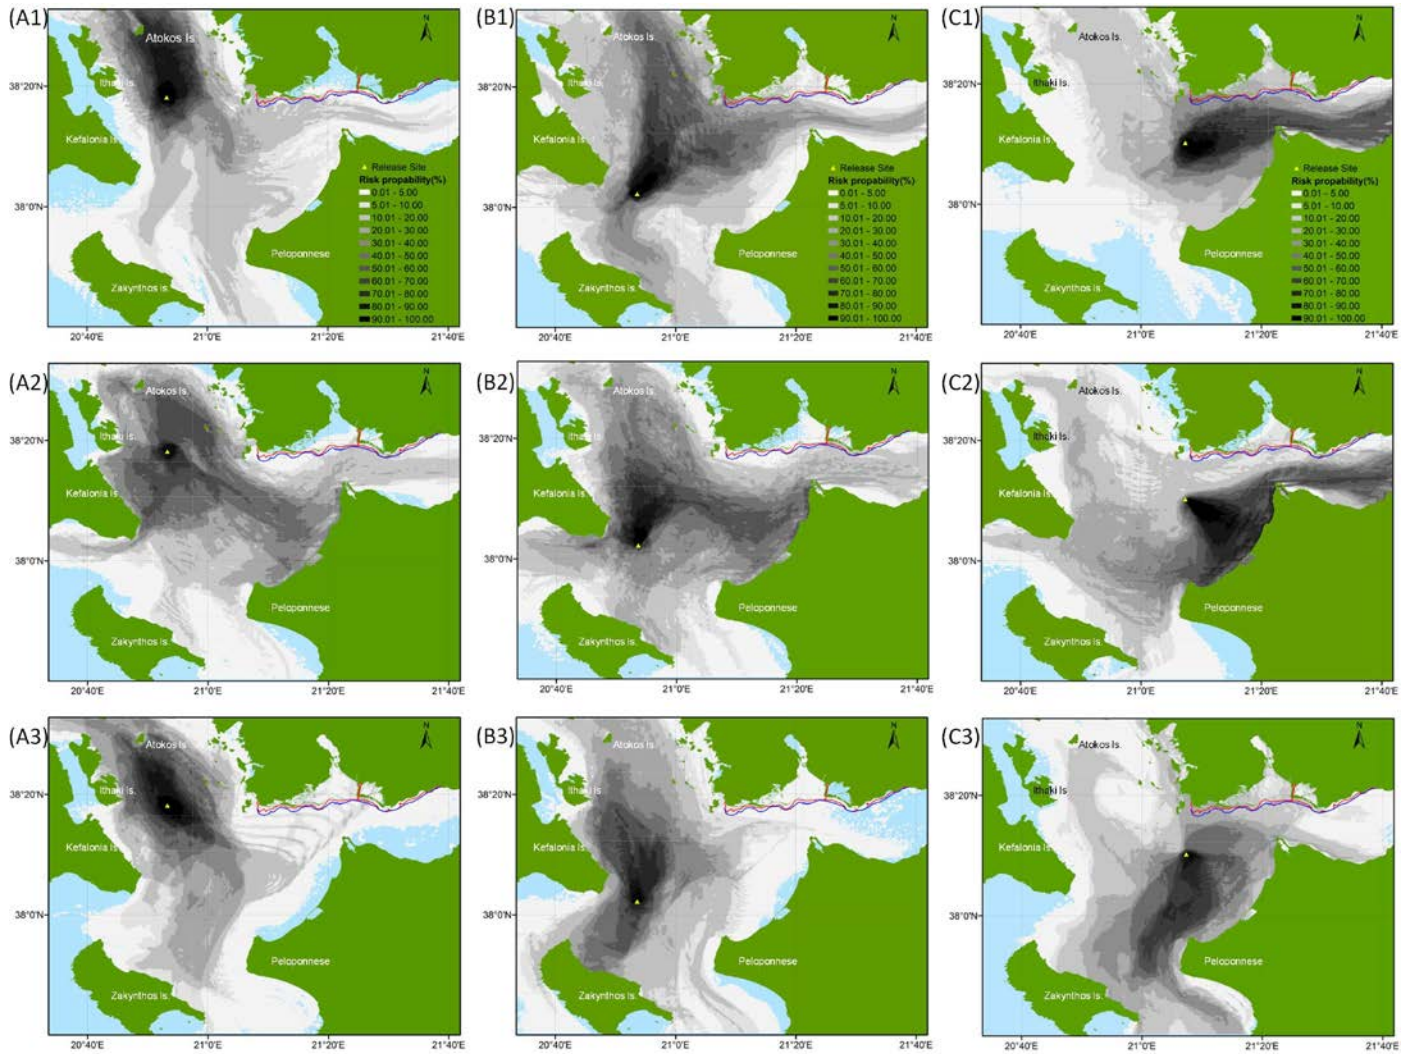 (A1)
N
Atokos Is.
38°20'N
Ithaki Is.
Kefalonia Is.
Release Site
Risk propability(%)
0.01 - 5.00
5.01 - 10.00
10.01 - 20.00
20.01 - 30.00
30.01 - 40.00
40.01 - 50.00
50.01 - 60.00
60.01 - 70.00
70.01 - 80.00
80.01 - 90.00
90.01 - 100.00
38°0'N
Peloponnese
Zakynthos Is.
20°40'E 21°0'E 21°20'E 21°40'E
(B1)
N
Atokos Is.
38°20'N
Ithaki Is.
Kefalonia Is.
Release Site
Risk propability(%)
0.01 - 5.00
5.01 - 10.00
10.01 - 20.00
20.01 - 30.00
30.01 - 40.00
40.01 - 50.00
50.01 - 60.00
60.01 - 70.00
70.01 - 80.00
80.01 - 90.00
90.01 - 100.00
38°0'N
Peloponnese
Zakynthos Is.
20°40'E 21°0'E 21°20'E 21°40'E
(C1)
N
Atokos Is.
38°20'N
Ithaki Is.
Kefalonia Is.
Release Site
Risk propability(%)
0.01 - 5.00
5.01 - 10.00
10.01 - 20.00
20.01 - 30.00
30.01 - 40.00
40.01 - 50.00
50.01 - 60.00
60.01 - 70.00
70.01 - 80.00
80.01 - 90.00
90.01 - 100.00
38°0'N
Peloponnese
Zakynthos Is.
20°40'E 21°0'E 21°20'E 21°40'E
(A2)
N
Atokos Is.
38°20'N
Ithaki Is.
Kefalonia Is.
38°0'N
Peloponnese
Zakynthos Is.
20°40'E 21°0'E 21°20'E 21°40'E
(B2)
N
Atokos Is.
38°20'N
Ithaki Is.
Kefalonia Is.
38°0'N
Peloponnese
Zakynthos Is.
20°40'E 21°0'E 21°20'E 21°40'E
(C2)
N
Atokos Is.
38°20'N
Ithaki Is.
Kefalonia Is.
38°0'N
Peloponnese
Zakynthos Is.
20°40'E 21°0'E 21°20'E 21°40'E
(A3)
N
Atokos Is.
38°20'N
Ithaki Is.
Kefalonia Is.
38°0'N
Peloponnese
Zakynthos Is.
20°40'E 21°0'E 21°20'E 21°40'E
(B3)
N
Atokos Is.
38°20'N
Ithaki Is.
Kefalonia Is.
38°0'N
Peloponnese
Zakynthos Is.
20°40'E 21°0'E 21°20'E 21°40'E
(C3)
N
Atokos Is.
38°20'N
Ithaki Is.
Kefalonia Is.
38°0'N
Peloponnese
Zakynthos Is.
20°40'E 21°0'E 21°20'E 21°40'E